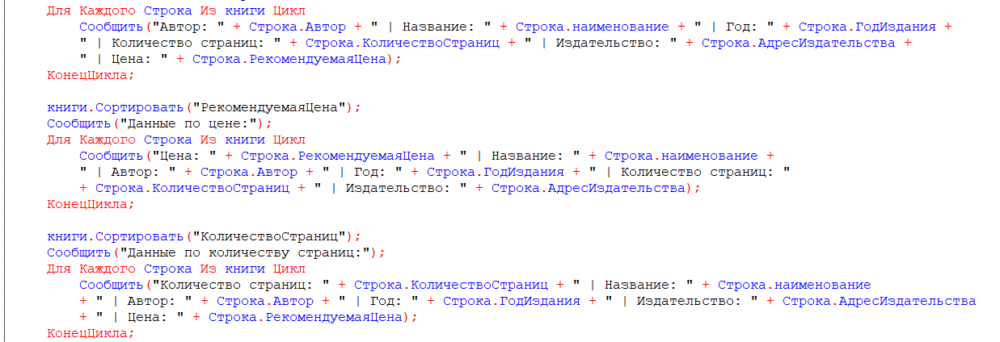 Для Каждого Строка Из книги Цикл
Сообщить("Автор: " + Строка.Автор + " | Название: " + Строка.наименование + " | Год: " + Строка.ГодИздания +
" | Количество страниц: " + Строка.КоличествоСтраниц + " | Издательство: " + Строка.АдресИздательства +
" | Цена: " + Строка.РекомендуемаяЦена);
КонецЦикла;
книги.Сортировать("РекомендуемаяЦена");
Сообщить("Данные по цене:");
Для Каждого Строка Из книги Цикл
Сообщить("Цена: " + Строка.РекомендуемаяЦена + " | Название: " + Строка.наименование +
" | Автор: " + Строка.Автор + " | Год: " + Строка.ГодИздания + " | Количество страниц: "
+ Строка.КоличествоСтраниц + " | Издательство: " + Строка.АдресИздательства);
КонецЦикла;
книги.Сортировать("КоличествоСтраниц");
Сообщить("Данные по количеству страниц:");
Для Каждого Строка Из книги Цикл
Сообщить("Количество страниц: " + Строка.КоличествоСтраниц + " | Название: " + Строка.наименование
+ " | Автор: " + Строка.Автор + " | Год: " + Строка.ГодИздания + " | Издательство: " + Строка.АдресИздательства
+ " | Цена: " + Строка.РекомендуемаяЦена);
КонецЦикла;